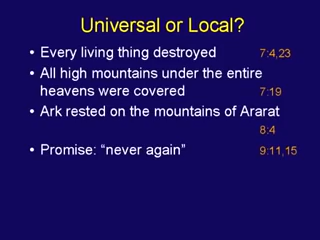 Universal or Local?
• Every living thing destroyed 7:4,23
• All high mountains under the entire
heavens were covered 7:19
• Ark rested on the mountains of Ararat
8:4
• Promise: “never again” 9:11,15